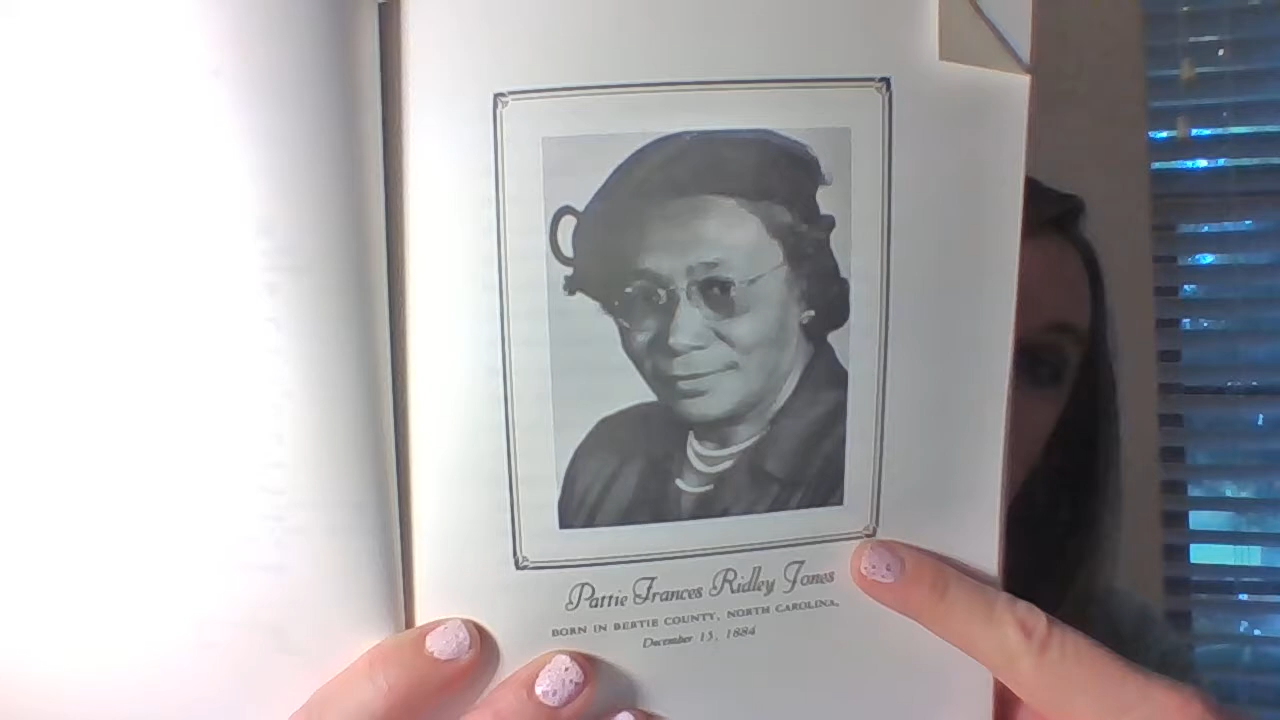 Pattie Frances Ridley Jones
BORN IN BERTIE COUNTY, NORTH CAROLINA,
December 15, 1884